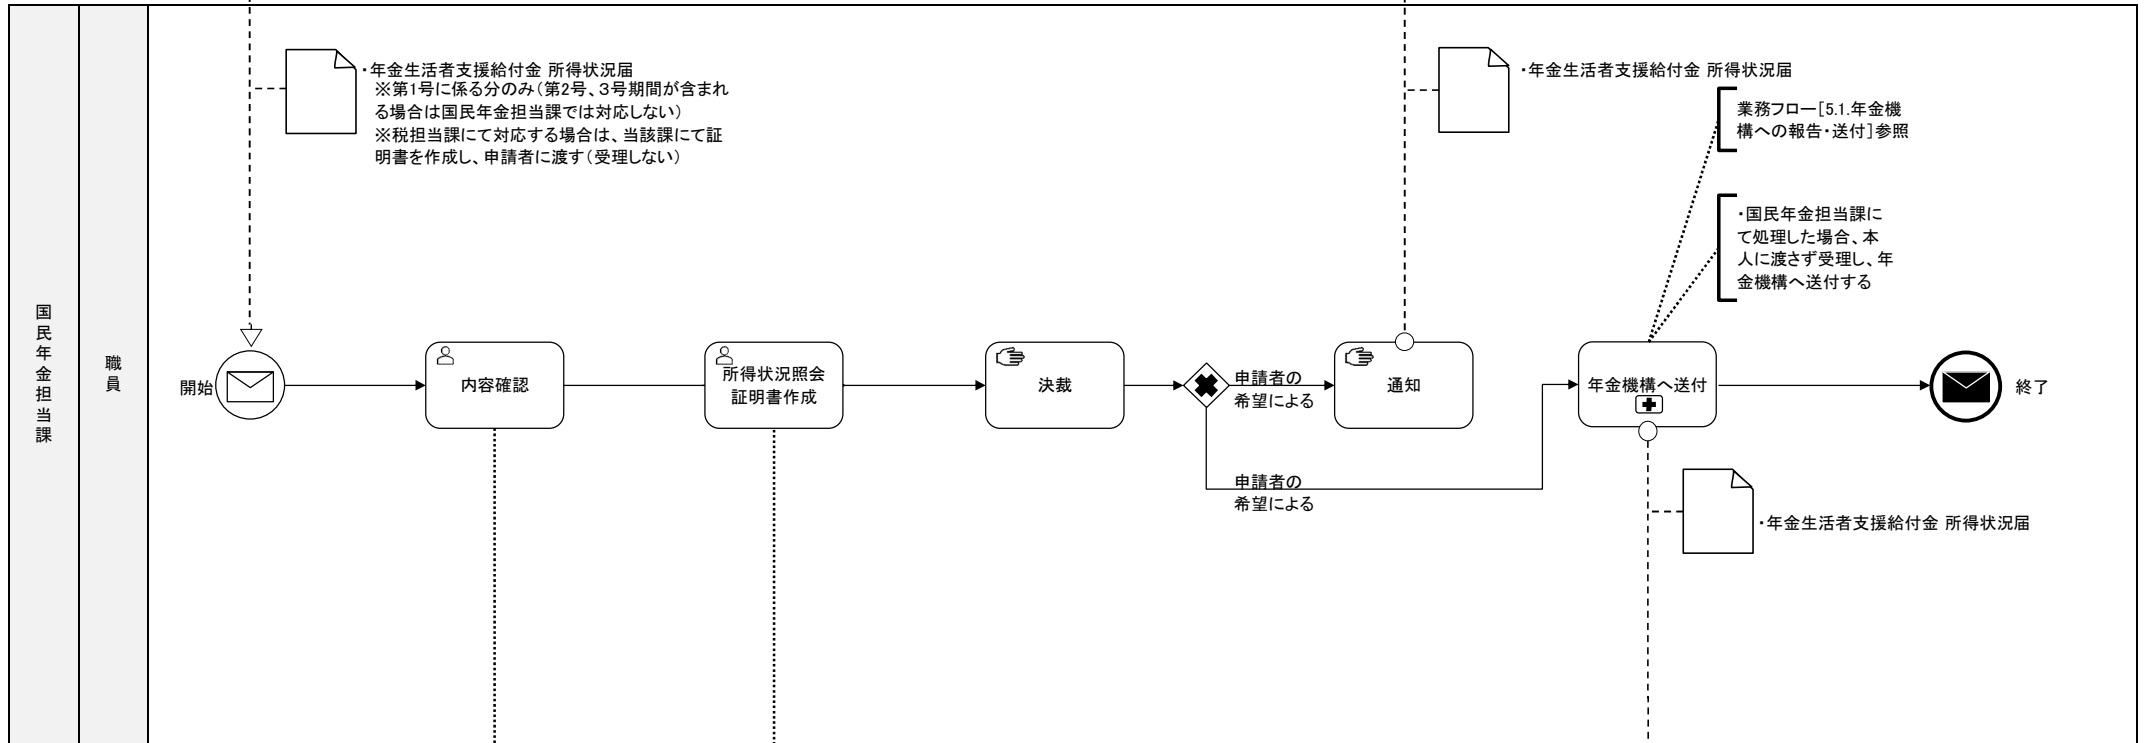 国民年金担当課
職員
・年金生活者支援給付金 所得状況届
※第1号に係る分のみ（第2号、３号期間が含まれ
る場合は国民年金担当課では対応しない）
※税担当課にて対応する場合は、当該課にて証
明書を作成し、申請者に渡す（受理しない）
・年金生活者支援給付金 所得状況届
業務フロー[5.1.年金機
構への報告・送付]参照
・国民年金担当課に
て処理した場合、本
人に渡さず受理し、年
金機構へ送付する
開始
内容確認
所得状況照会
証明書作成
決裁
申請者の
希望による
通知
年金機構へ送付
終了
申請者の
希望による
・年金生活者支援給付金 所得状況届